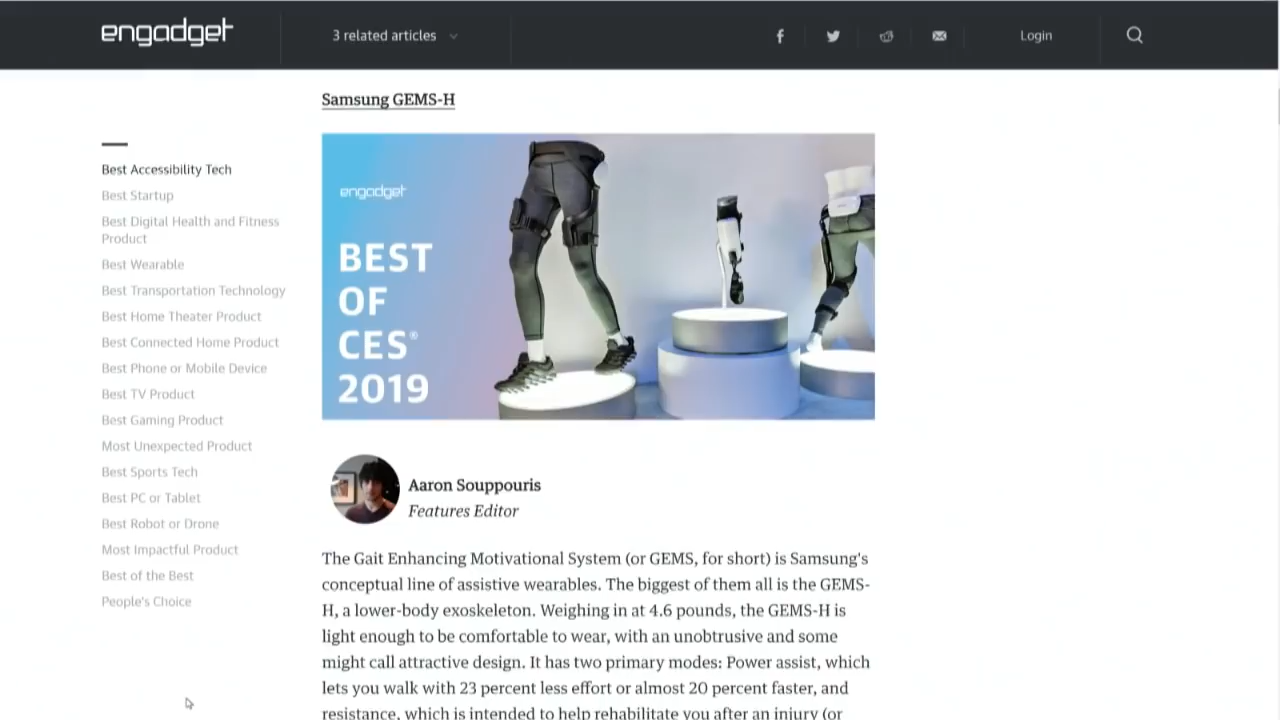 engadget
3 related articles
Login
Samsung GEMS-H
Best Accessibility Tech
Best Startup
Best Digital Health and Fitness
Product
Best Wearable
Best Transportation Technology
Best Home Theater Product
Best Connected Home Product
Best Phone or Mobile Device
Best TV Product
Best Gaming Product
Most Unexpected Product
Best Sports Tech
Best PC or Tablet
Best Robot or Drone
Most Impactful Product
Best of the Best
People's Choice
engadget
BEST
OF
CES®
2019
Aaron Souppouris
Features Editor
The Gait Enhancing Motivational System (or GEMS, for short) is Samsung's
conceptual line of assistive wearables. The biggest of them all is the GEMS-
H, a lower-body exoskeleton. Weighing in at 4.6 pounds, the GEMS-H is
light enough to be comfortable to wear, with an unobtrusive and some
might call attractive design. It has two primary modes: Power assist, which
lets you walk with 23 percent less effort or almost 20 percent faster, and
resistance, which is intended to help rehabilitate you after an injury (or